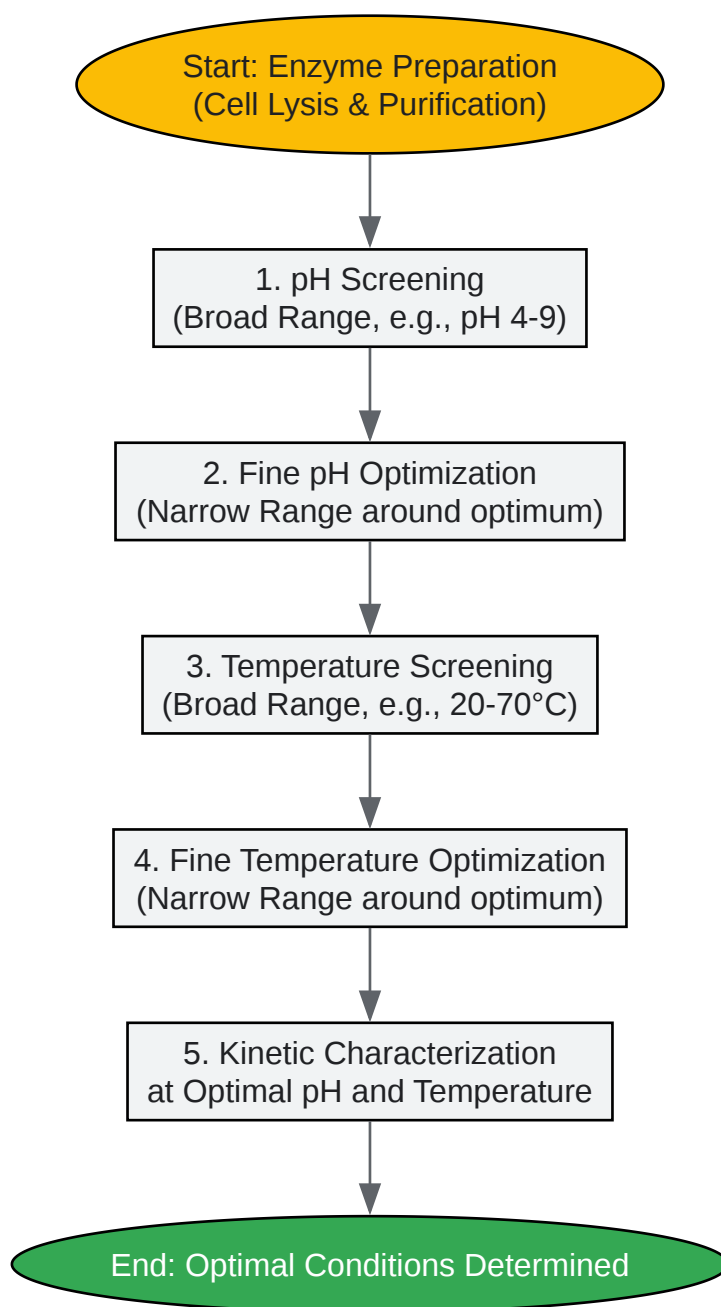 Start: Enzyme Preparation
(Cell Lysis & Purification)
1. pH Screening
(Broad Range, e.g., pH 4-9)
2. Fine pH Optimization
(Narrow Range around optimum)
3. Temperature Screening
(Broad Range, e.g., 20-70°C)
4. Fine Temperature Optimization
(Narrow Range around optimum)
5. Kinetic Characterization
at Optimal pH and Temperature
End: Optimal Conditions Determined